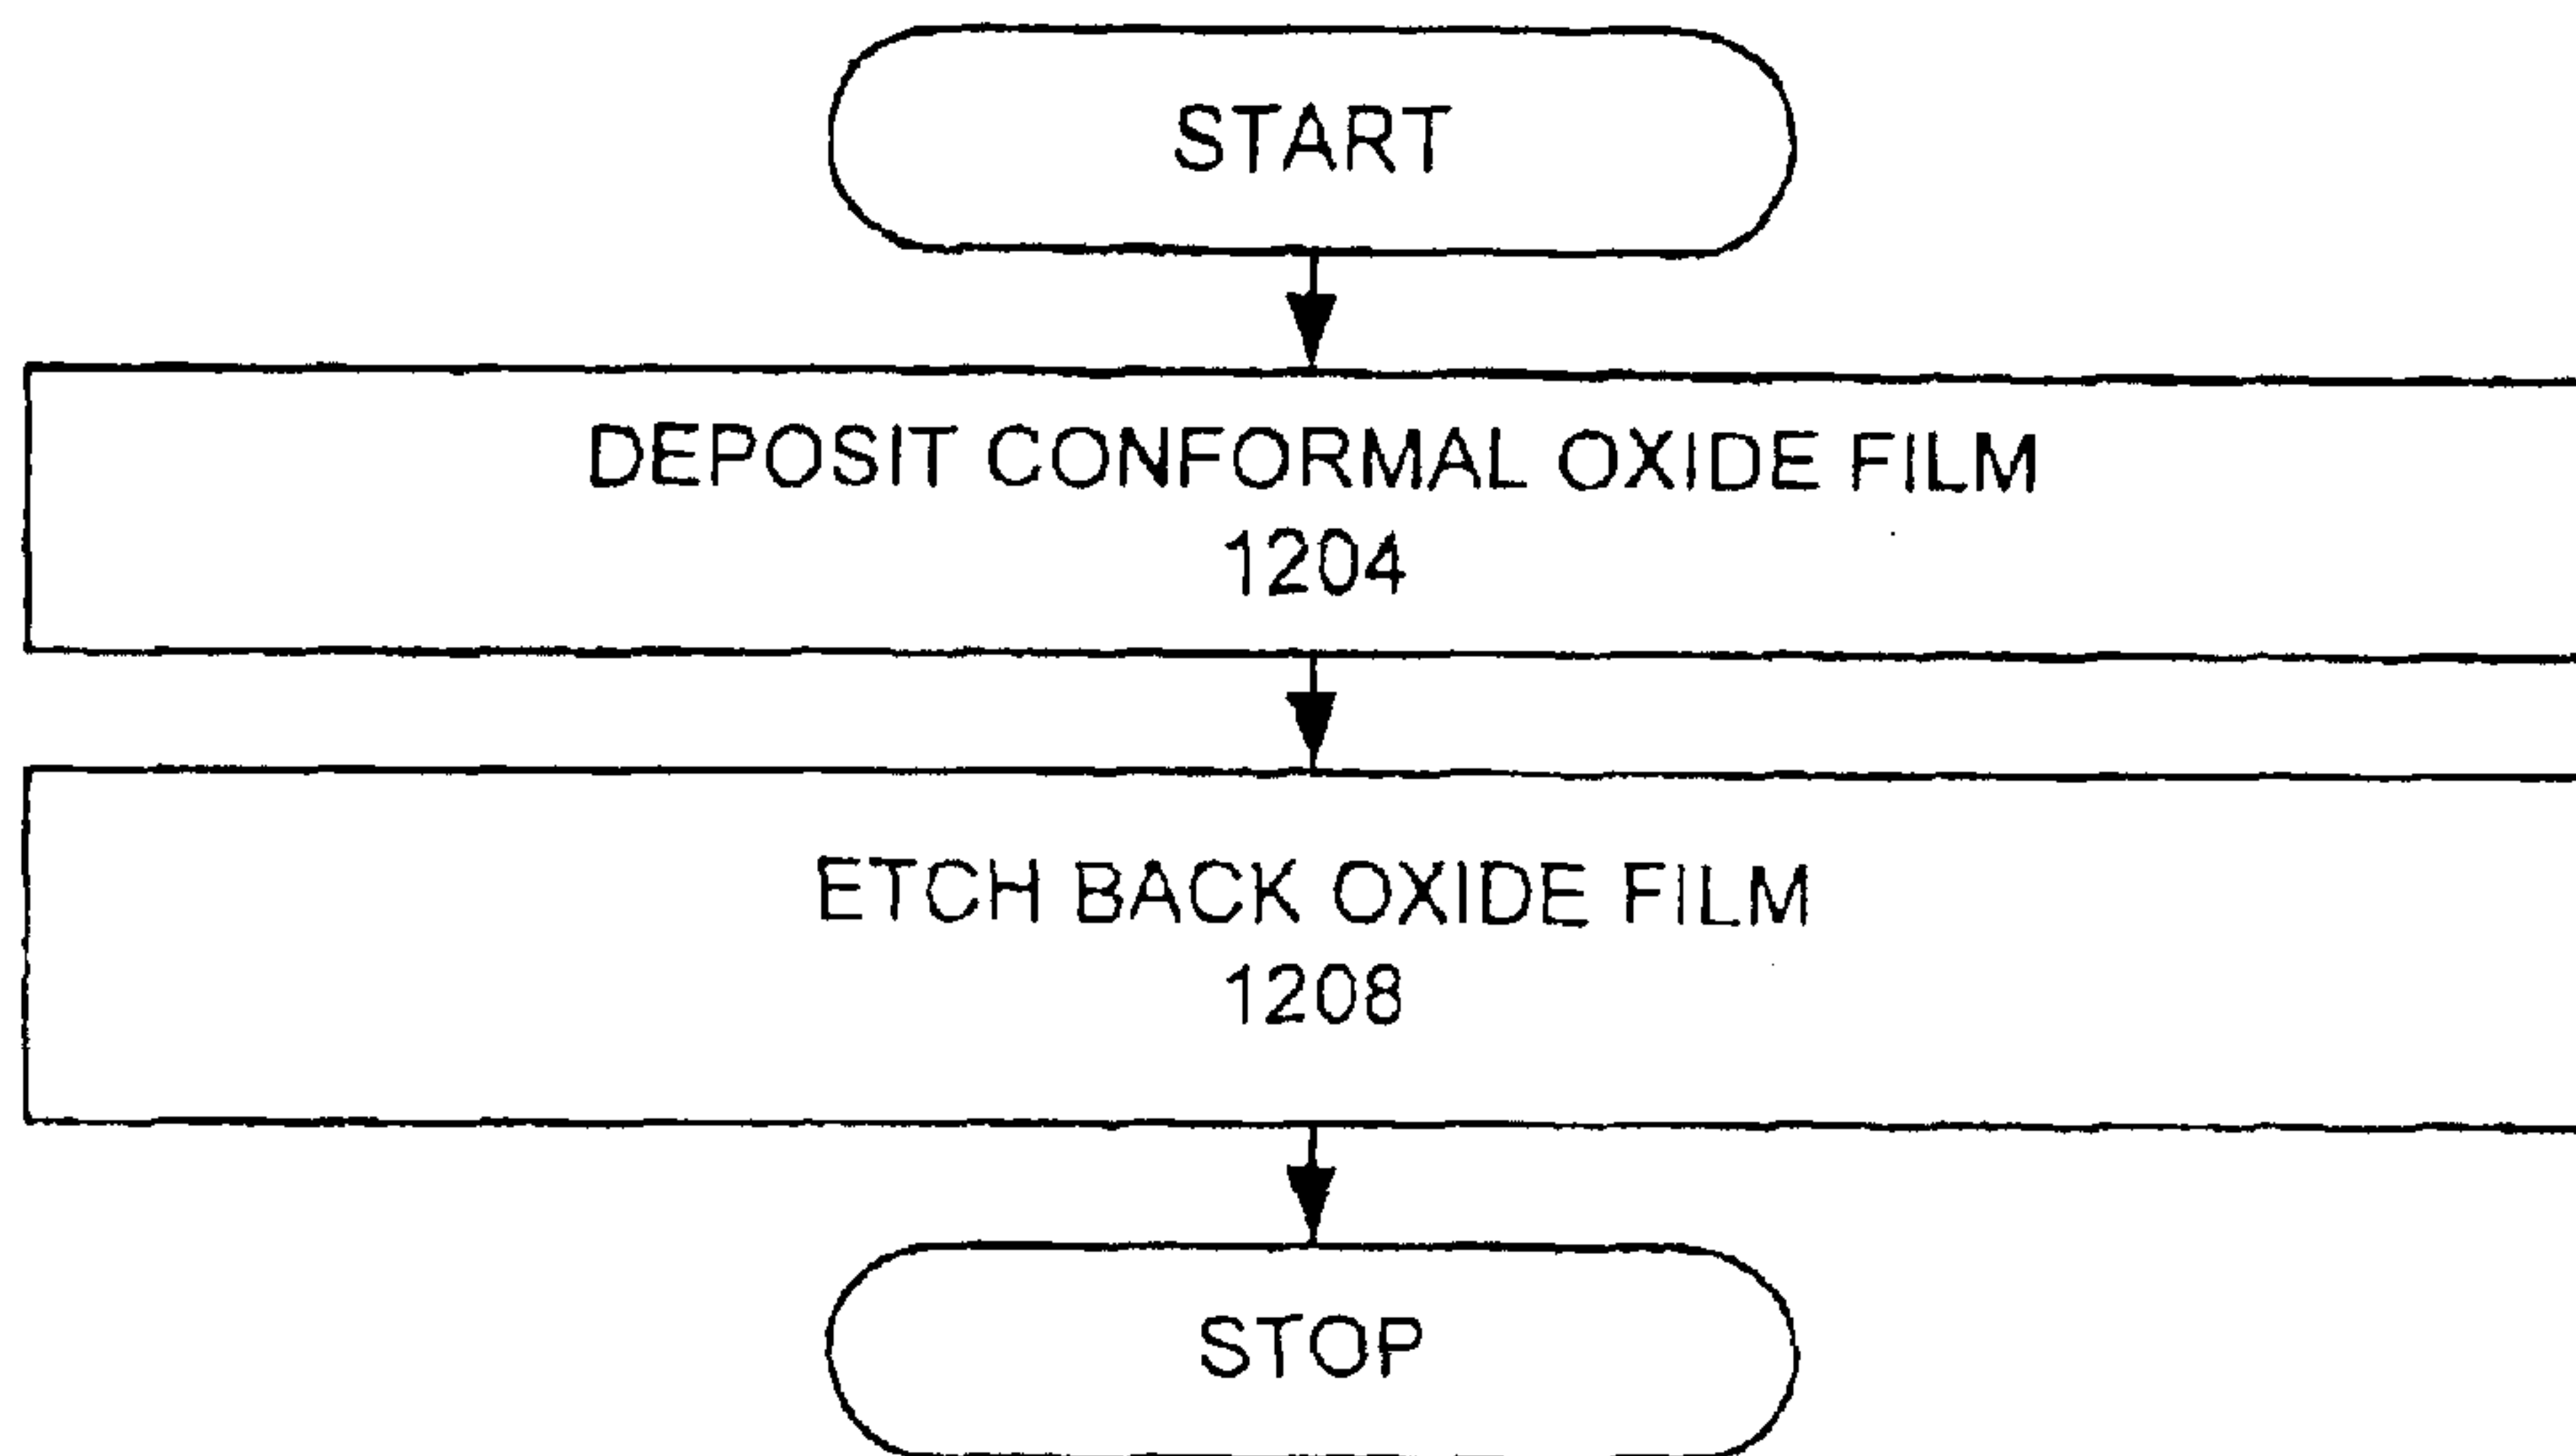 START
DEPOSIT CONFORMAL OXIDE FILM
1204
ETCH BACK OXIDE FILM
1208
STOP